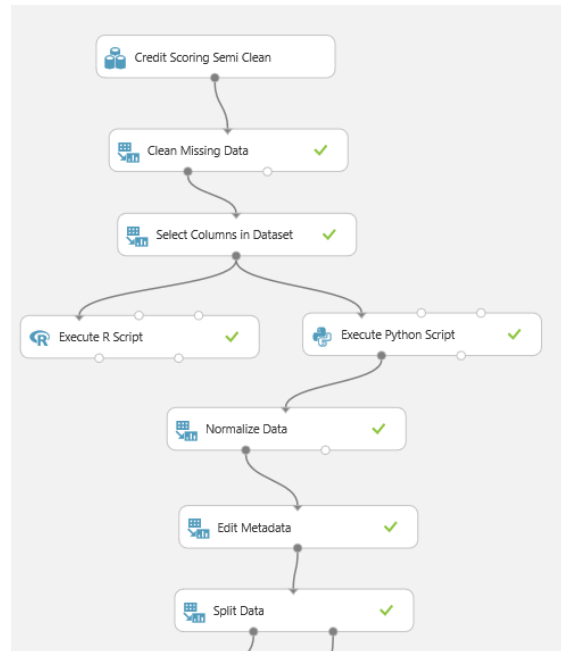 Credit Scoring Semi Clean
Clean Missing Data
Select Columns in Dataset
Execute R Script
Execute Python Script
Normalize Data
Edit Metadata
Split Data